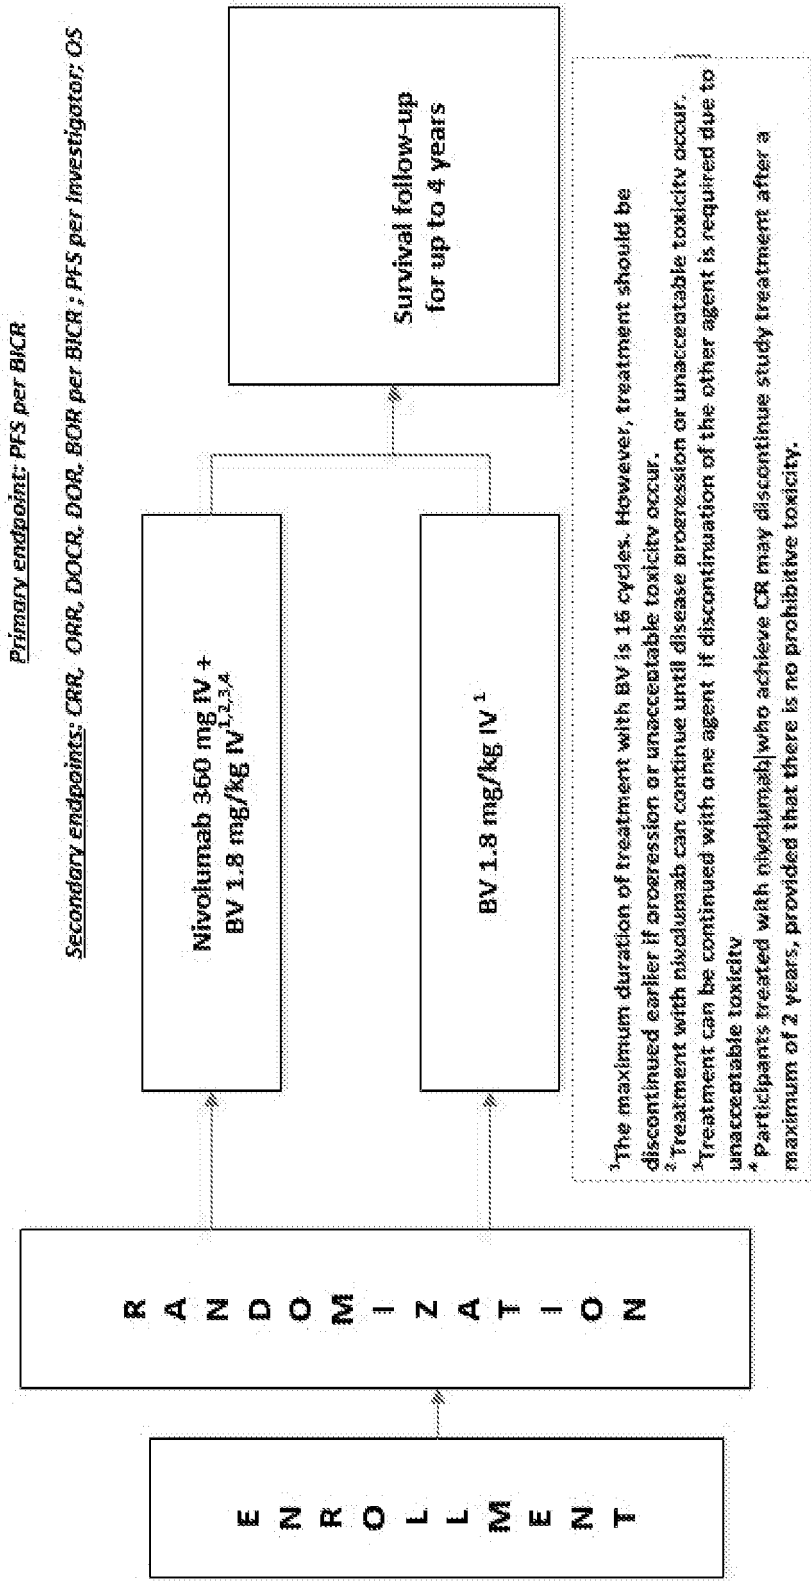 Primary endpoint: PFS per BICR
Secondary endpoints: CRR, ORR, DOCR, DOR, BOR per BICR ; PFS per Investigator; OS
ENROLLMENT
RANDOMIZATION
Nivolumab 360 mg IV +
BV 1.8 mg/kg IV 1,2,3,4
BV 1.8 mg/kg IV 1
Survival follow-up
for up to 4 years
1The maximum duration of treatment with BV is 16 cycles. However, treatment should be
discontinued earlier if progression or unacceptable toxicity occur.
2 Treatment with nivolumab can continue until disease progression or unacceptable toxicity occur.
3Treatment can be continued with one agent if discontinuation of the other agent is required due to
unacceptable toxicity
4 Participants treated with nivolumab who achieve CR may discontinue study treatment after a
maximum of 2 years, provided that there is no prohibitive toxicity.